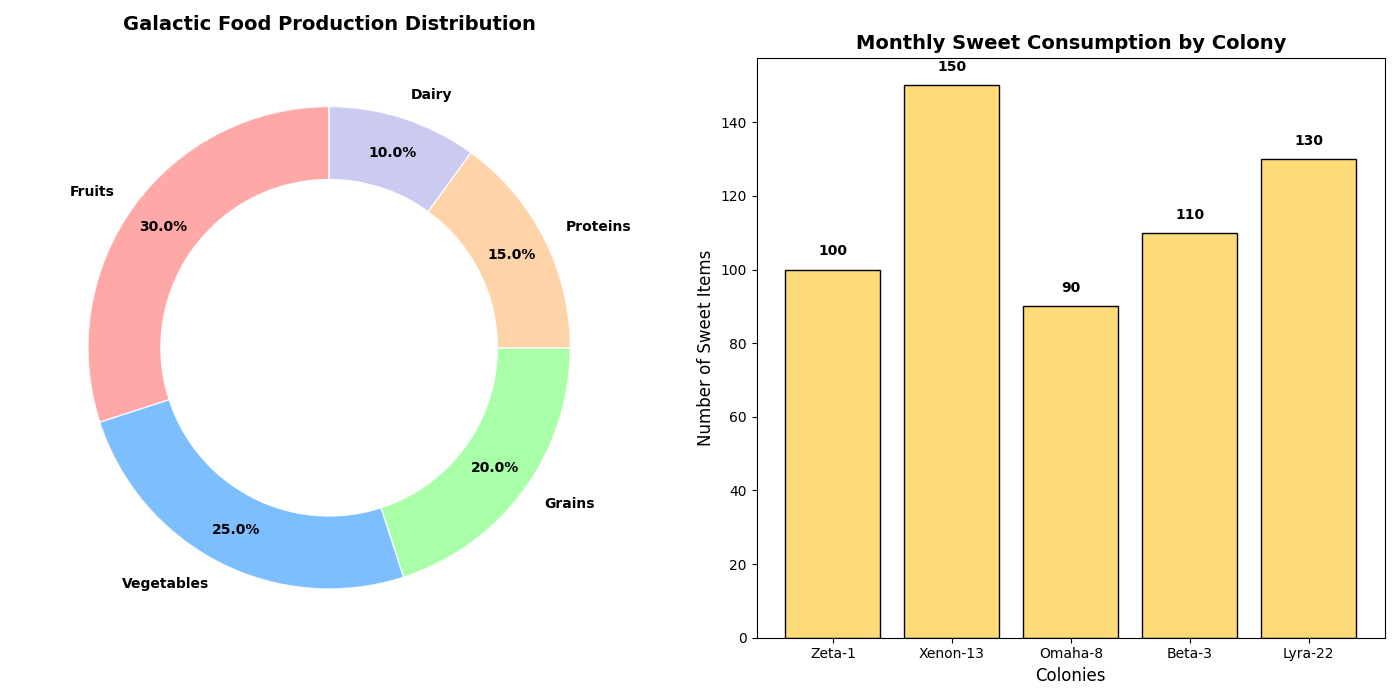 Galactic Food Production Distribution
Dairy
10.0%
Fruits
30.0%
Proteins
15.0%
20.0%
Grains
25.0%
Vegetables
Monthly Sweet Consumption by Colony
150
140
130
120
110
100
100
90
80
60
40
20
0
Number of Sweet Items
Zeta-1 Xenon-13 Omaha-8 Beta-3 Lyra-22
Colonies